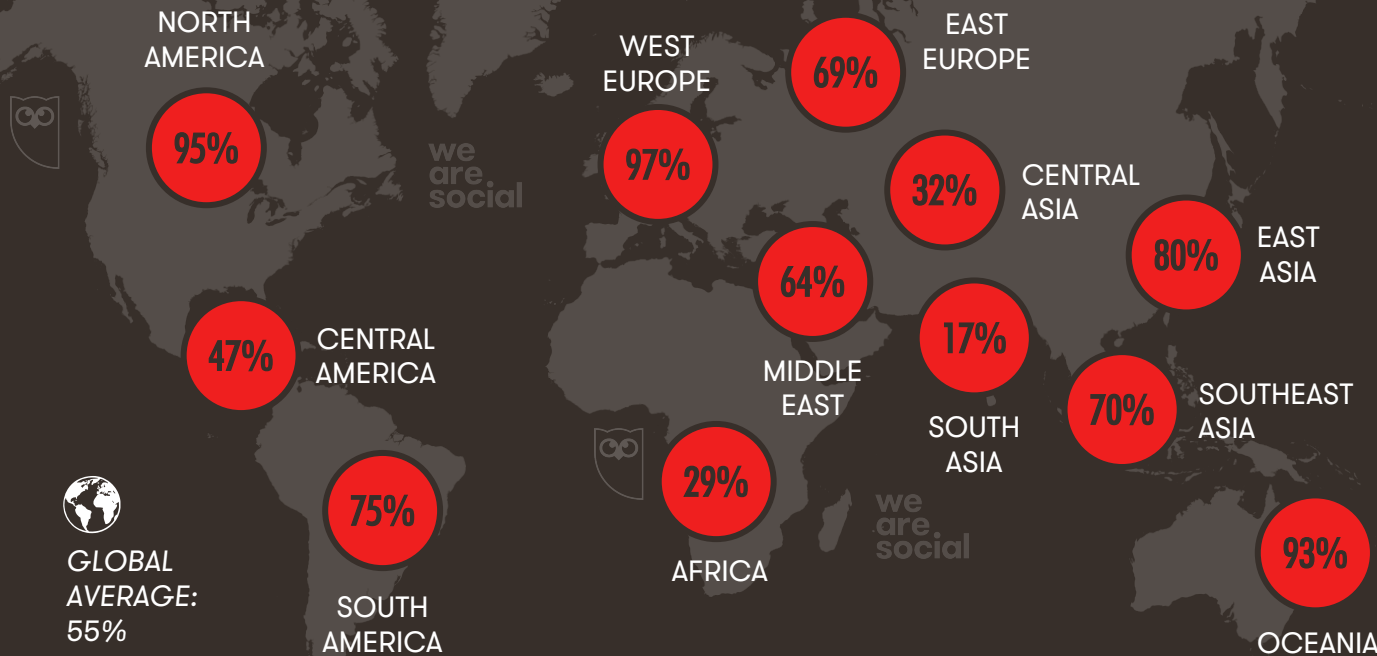 NORTH
AMERICA
95%
we
are
social
WEST
EUROPE
97%
69%
EAST
EUROPE
32%
CENTRAL
ASIA
80%
EAST
ASIA
47%
CENTRAL
AMERICA
64%
MIDDLE
EAST
17%
SOUTH
ASIA
70%
SOUTHEAST
ASIA
75%
SOUTH
AMERICA
29%
AFRICA
we
are
social
93%
OCEANIA
GLOBAL
AVERAGE:
55%